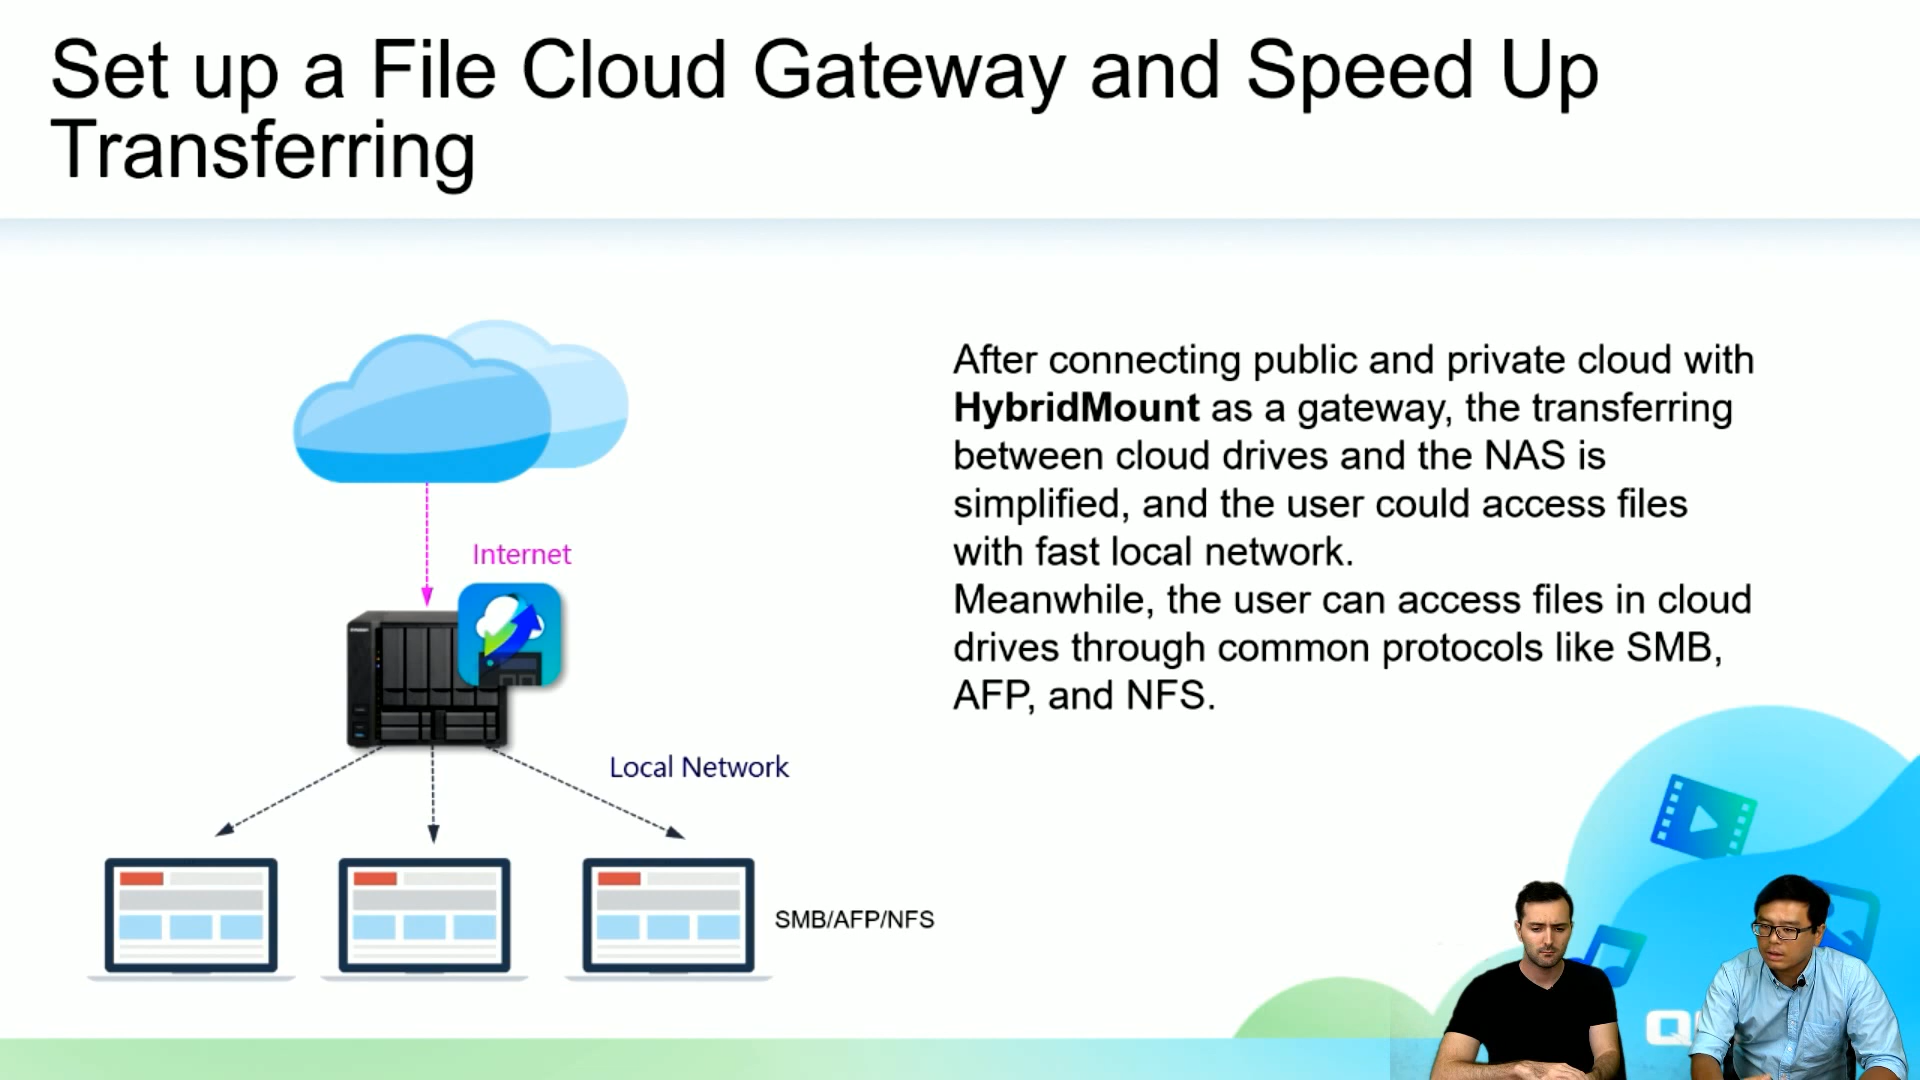 Set up a File Cloud Gateway and Speed Up
Transferring
Internet
Local Network
SMB/AFP/NFS
After connecting public and private cloud with
HybridMount as a gateway, the transferring
between cloud drives and the NAS is
simplified, and the user could access files
with fast local network.
Meanwhile, the user can access files in cloud
drives through common protocols like SMB,
AFP, and NFS.